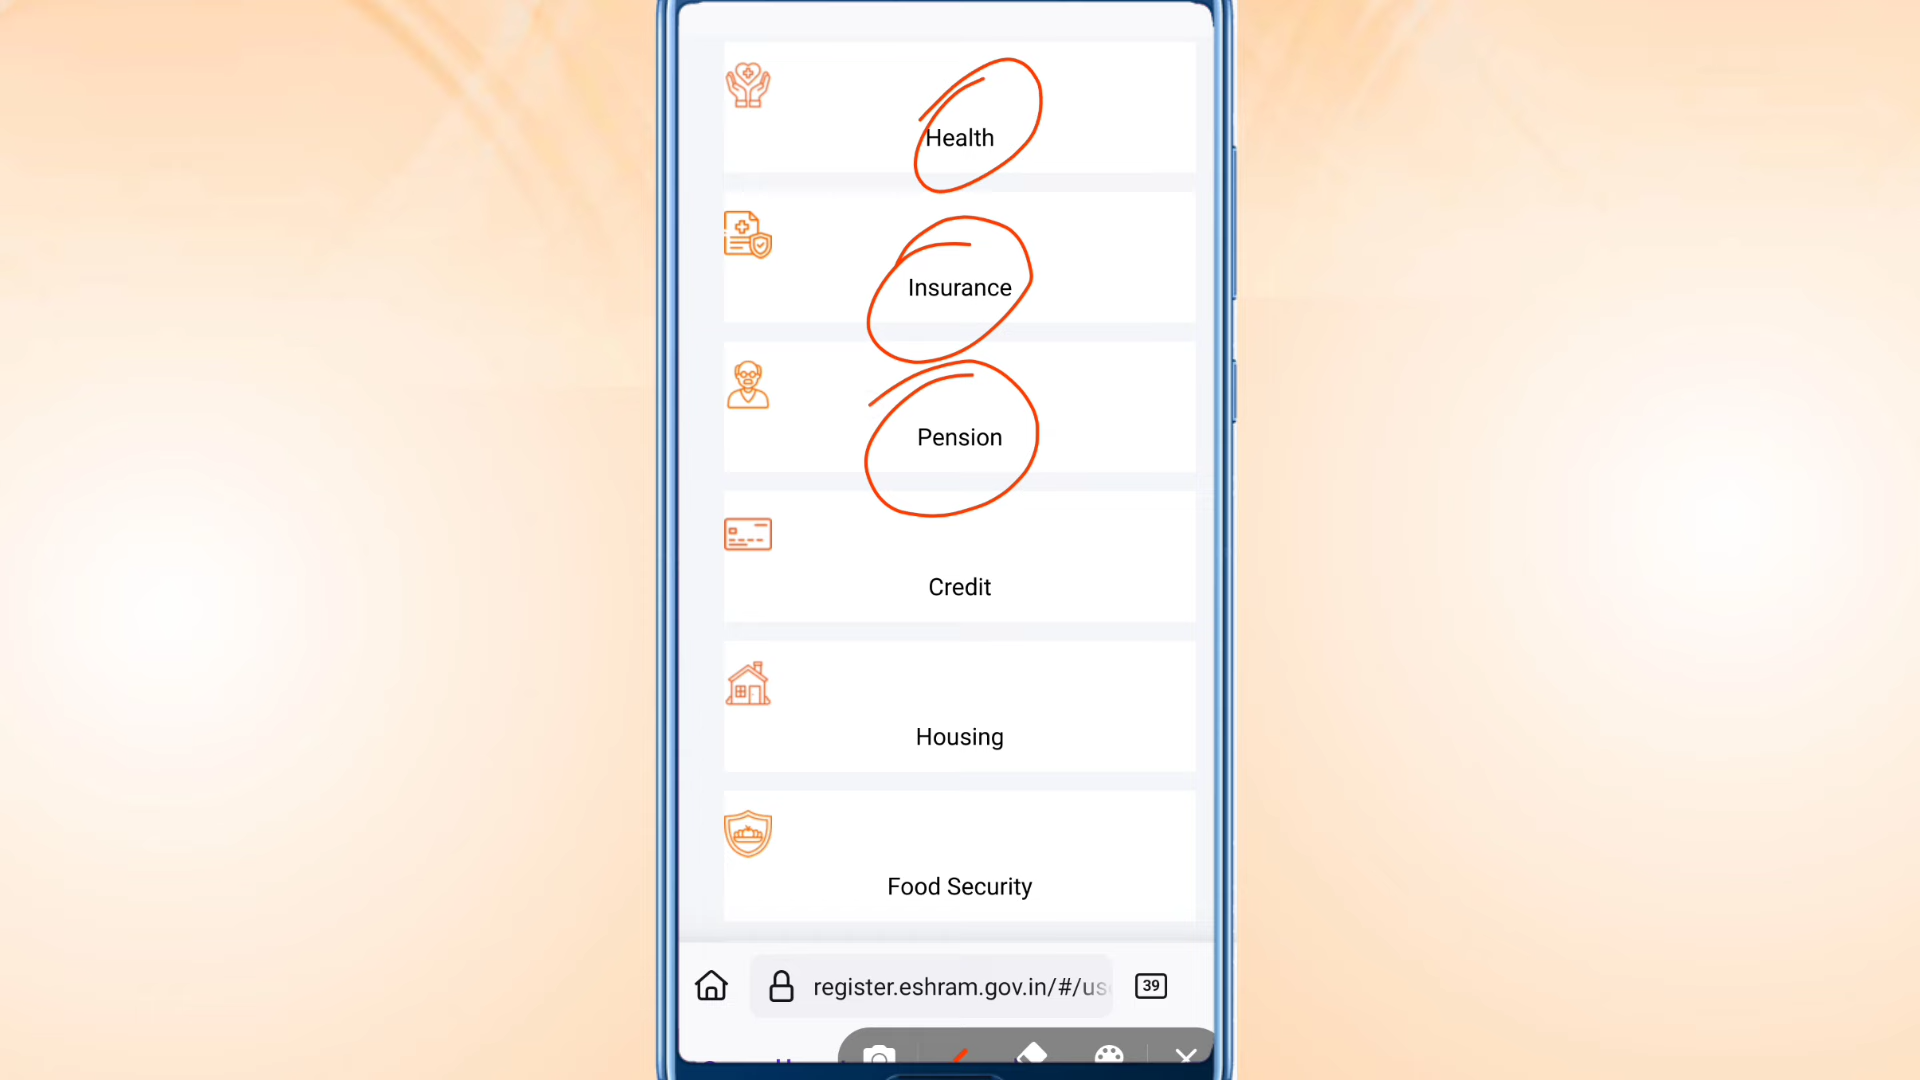 Health
Insurance
Pension
Credit
Housing
Food Security
register.eshram.gov.in/#/us
39